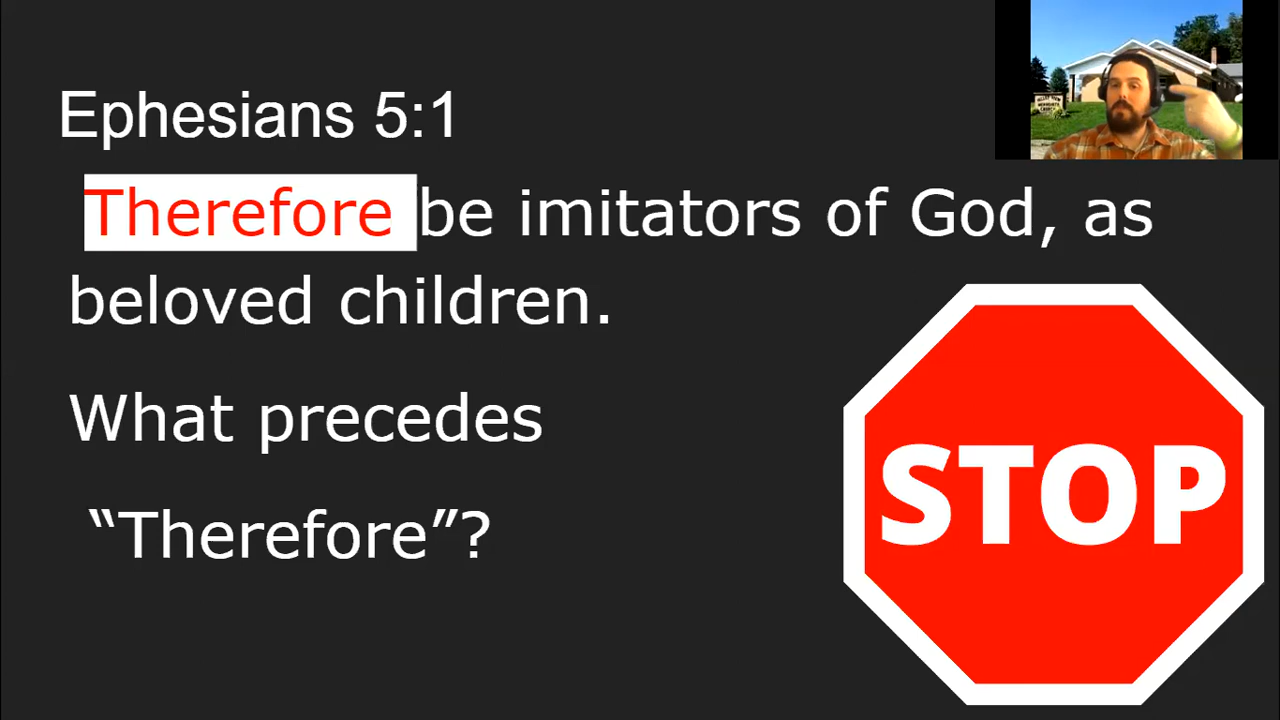 Ephesians 5:1
Therefore be imitators of God, as
beloved children.
What precedes
“Therefore”?
STOP